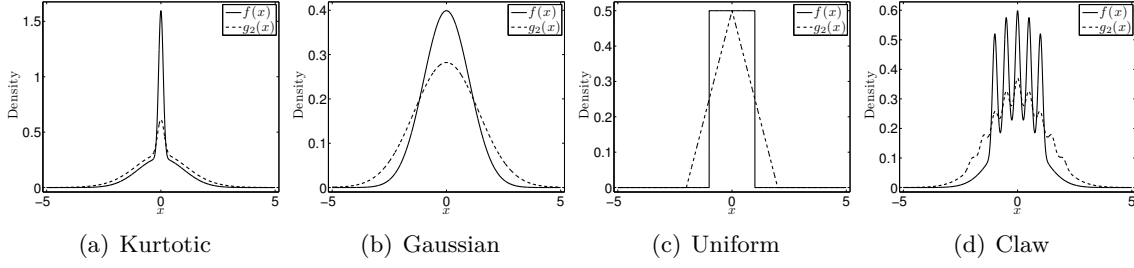 f(x)
g₂(x)
Density
1.5
1
0.5
0
−5
0
5
x
(a) Kurtotic
f(x)
g₂(x)
Density
0.4
0.3
0.2
0.1
0
−5
0
5
x
(b) Gaussian
f(x)
g₂(x)
Density
0.5
0.4
0.3
0.2
0.1
0
−5
0
5
x
(c) Uniform
f(x)
g₂(x)
Density
0.6
0.5
0.4
0.3
0.2
0.1
0
−5
0
5
x
(d) Claw